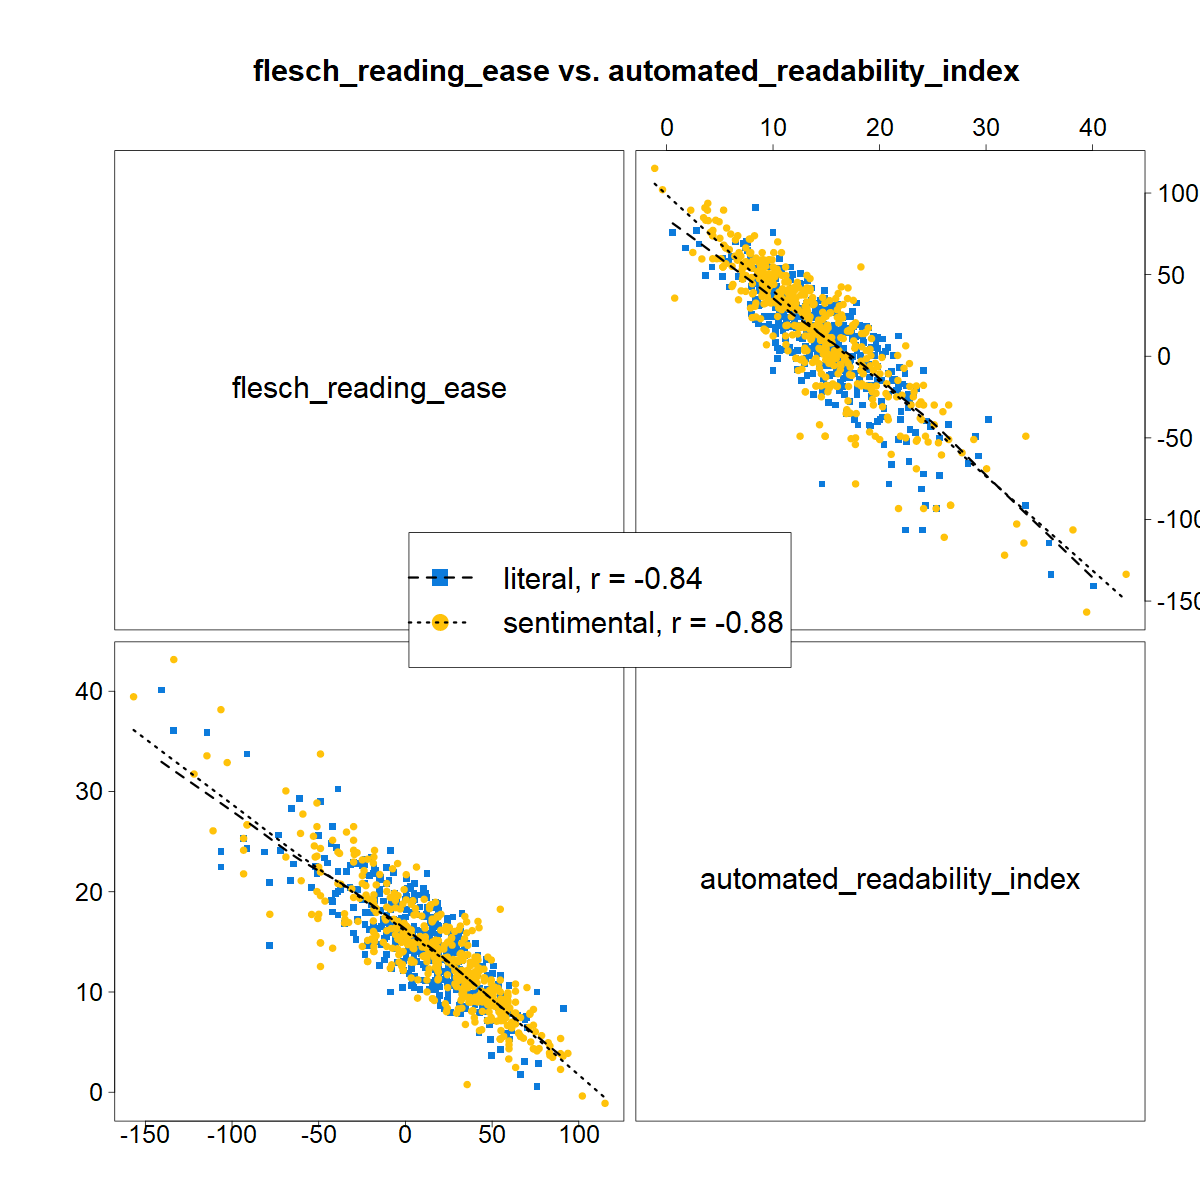 flesch_reading_ease vs. automated_readability_index
0 10 20 30 40
100
50
0
-50
-100
-150
flesch_reading_ease
literal, r = -0.84
sentimental, r = -0.88
automated_readability_index
40
30
20
10
0
-150 -100 -50 0 50 100